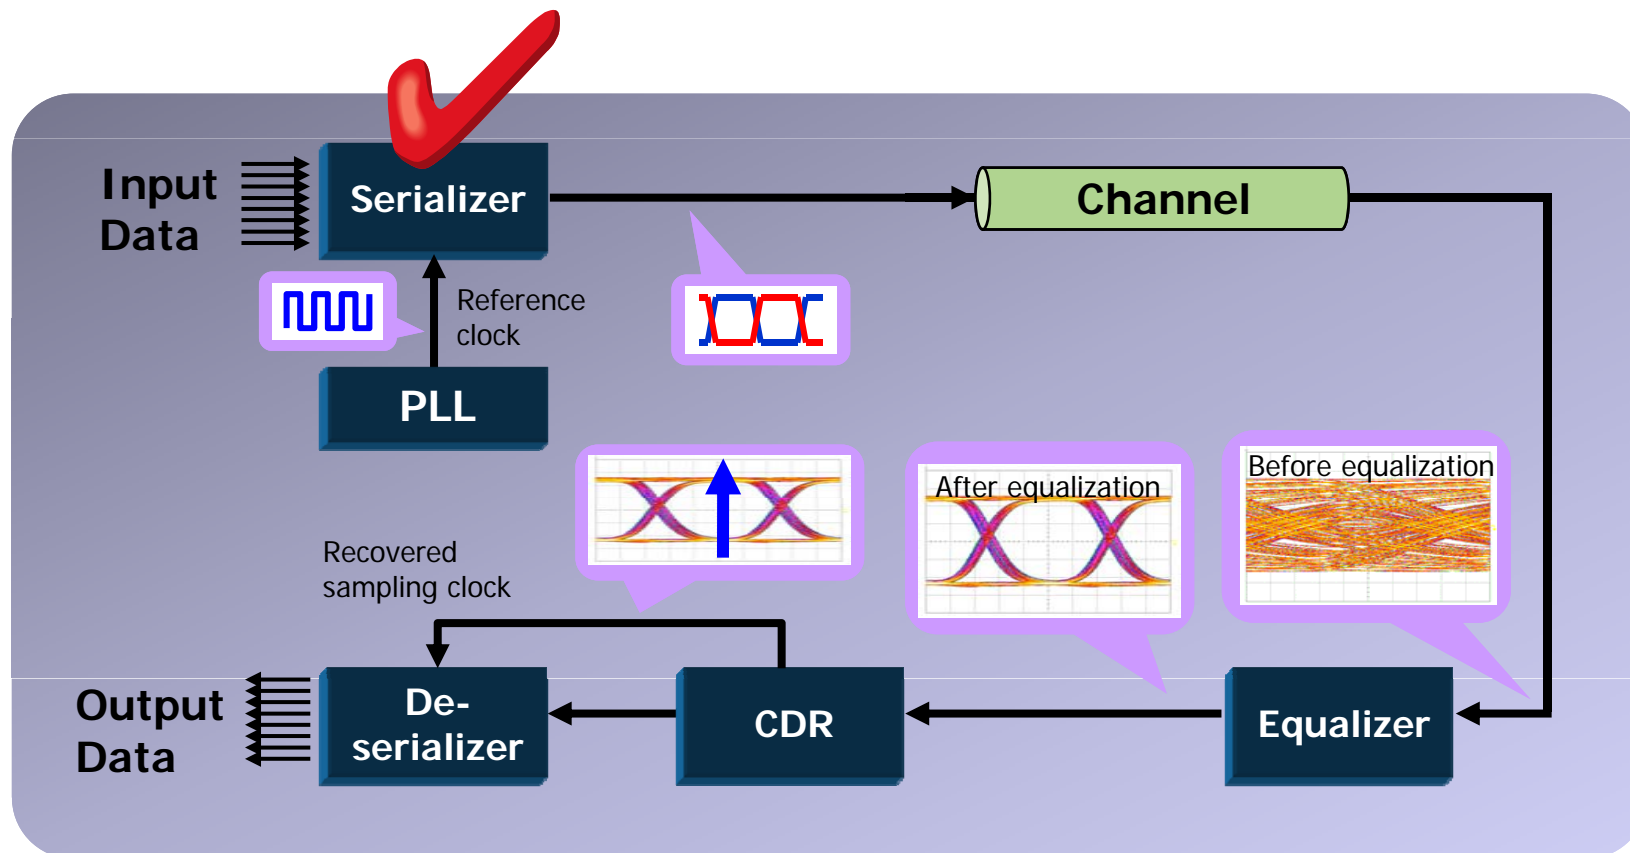 Input
Data
Serializer
Channel
Reference
clock
PLL
Before equalization
After equalization
Recovered
sampling clock
Output
Data
De-
serializer
CDR
Equalizer